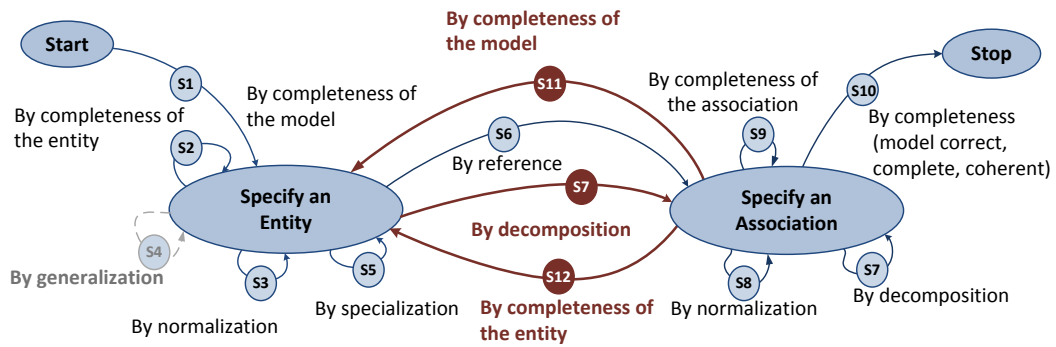 By completeness of
the model
Start
Stop
S1
S11
By completeness of
the association
S10
By completeness of
the entity
By completeness of
the model
S2
S6
S9
By completeness
(model correct,
complete, coherent)
By reference
Specify an
Entity
S7
Specify an
Association
S4
By generalization
By decomposition
S3
S5
S12
S8
S7
By normalization
By specialization
By completeness of
the entity
By normalization
By decomposition